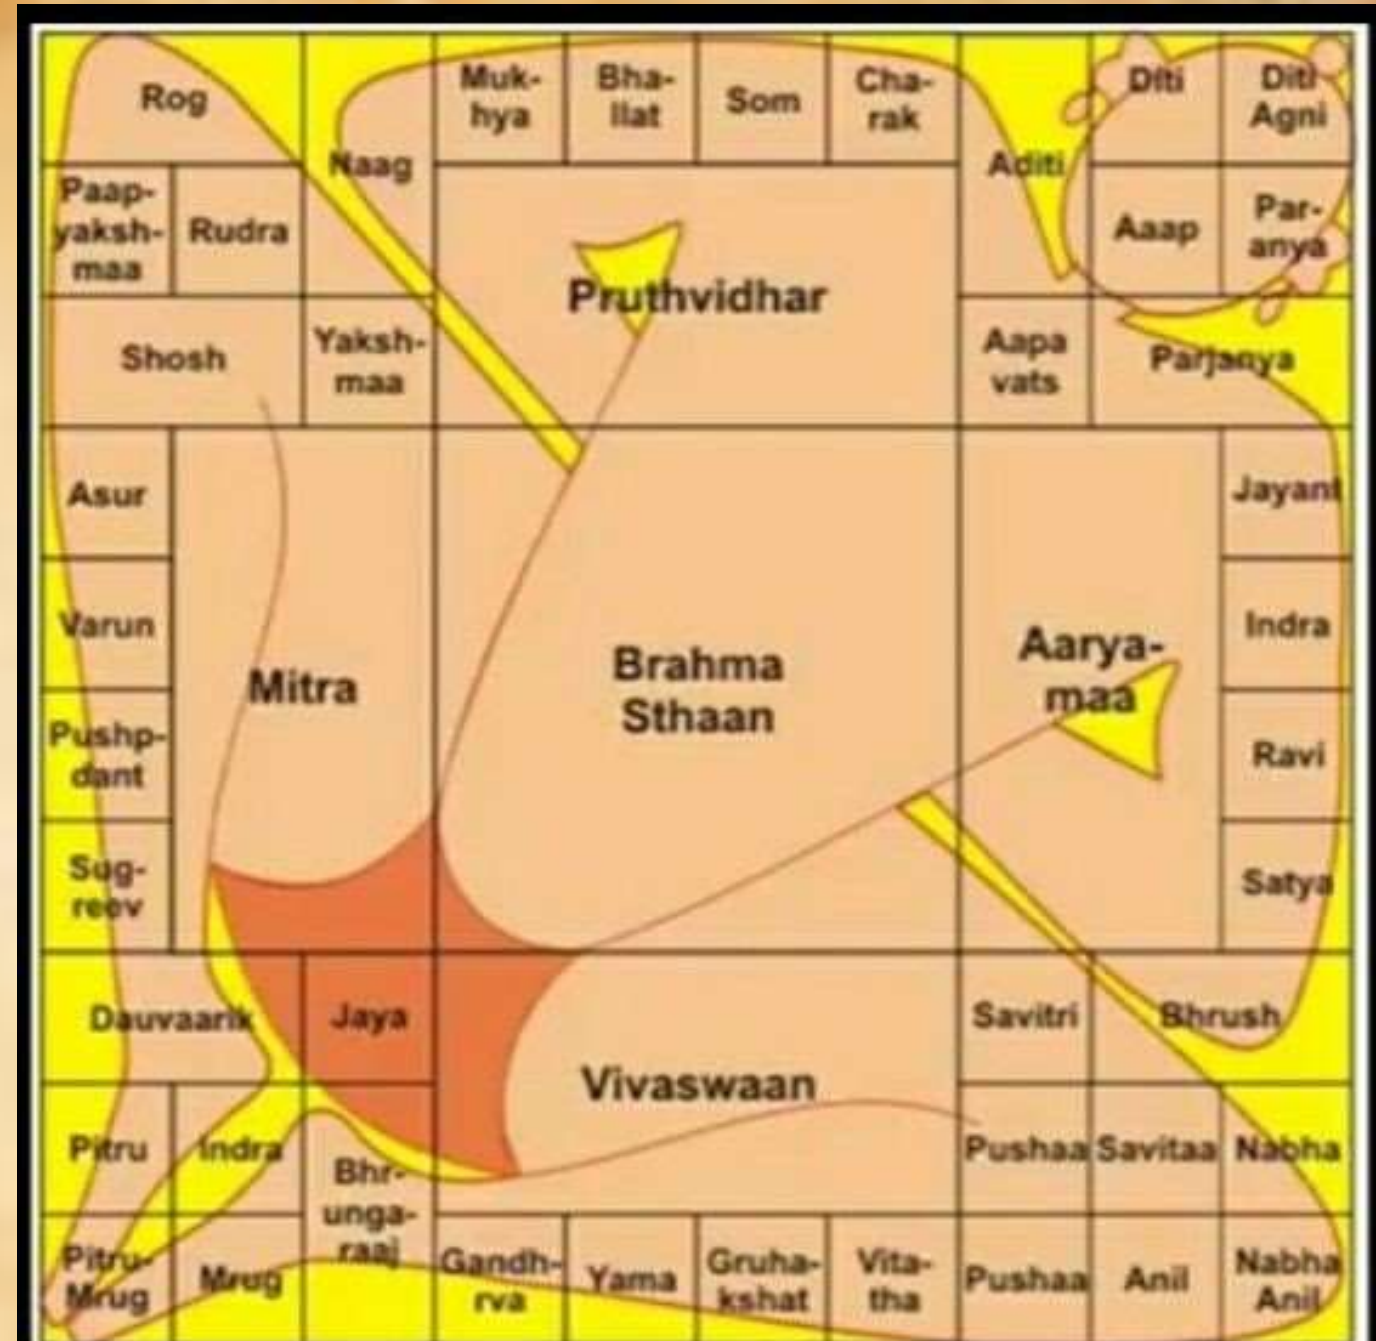 Rog
Naag
Muk-
hya
Bha-
llat
Som
Cha-
rak
Aditi
Diti
Diti
Agni
Paap-
yaksh-
maa
Rudra
Pruthvidhar
Aaap
Par-
anya
Shosh
Yaksh-
maa
Aapa
vats
Parjanya
Asur
Jayant
Varun
Mitra
Brahma
Sthaan
Aarya-
maa
Indra
Pushp-
dant
Ravi
Sug-
reev
Satya
Dauvaarik
Jaya
Vivaswaan
Savitri
Bhrush
Pitru
Indra
Bhr-
unga-
raaj
Pushaa
Savitaa
Nabha
Pitru-
Mrug
Mrug
Gandh-
rva
Yama
Gruha-
kshat
Vita-
tha
Pushaa
Anil
Nabha
Anil